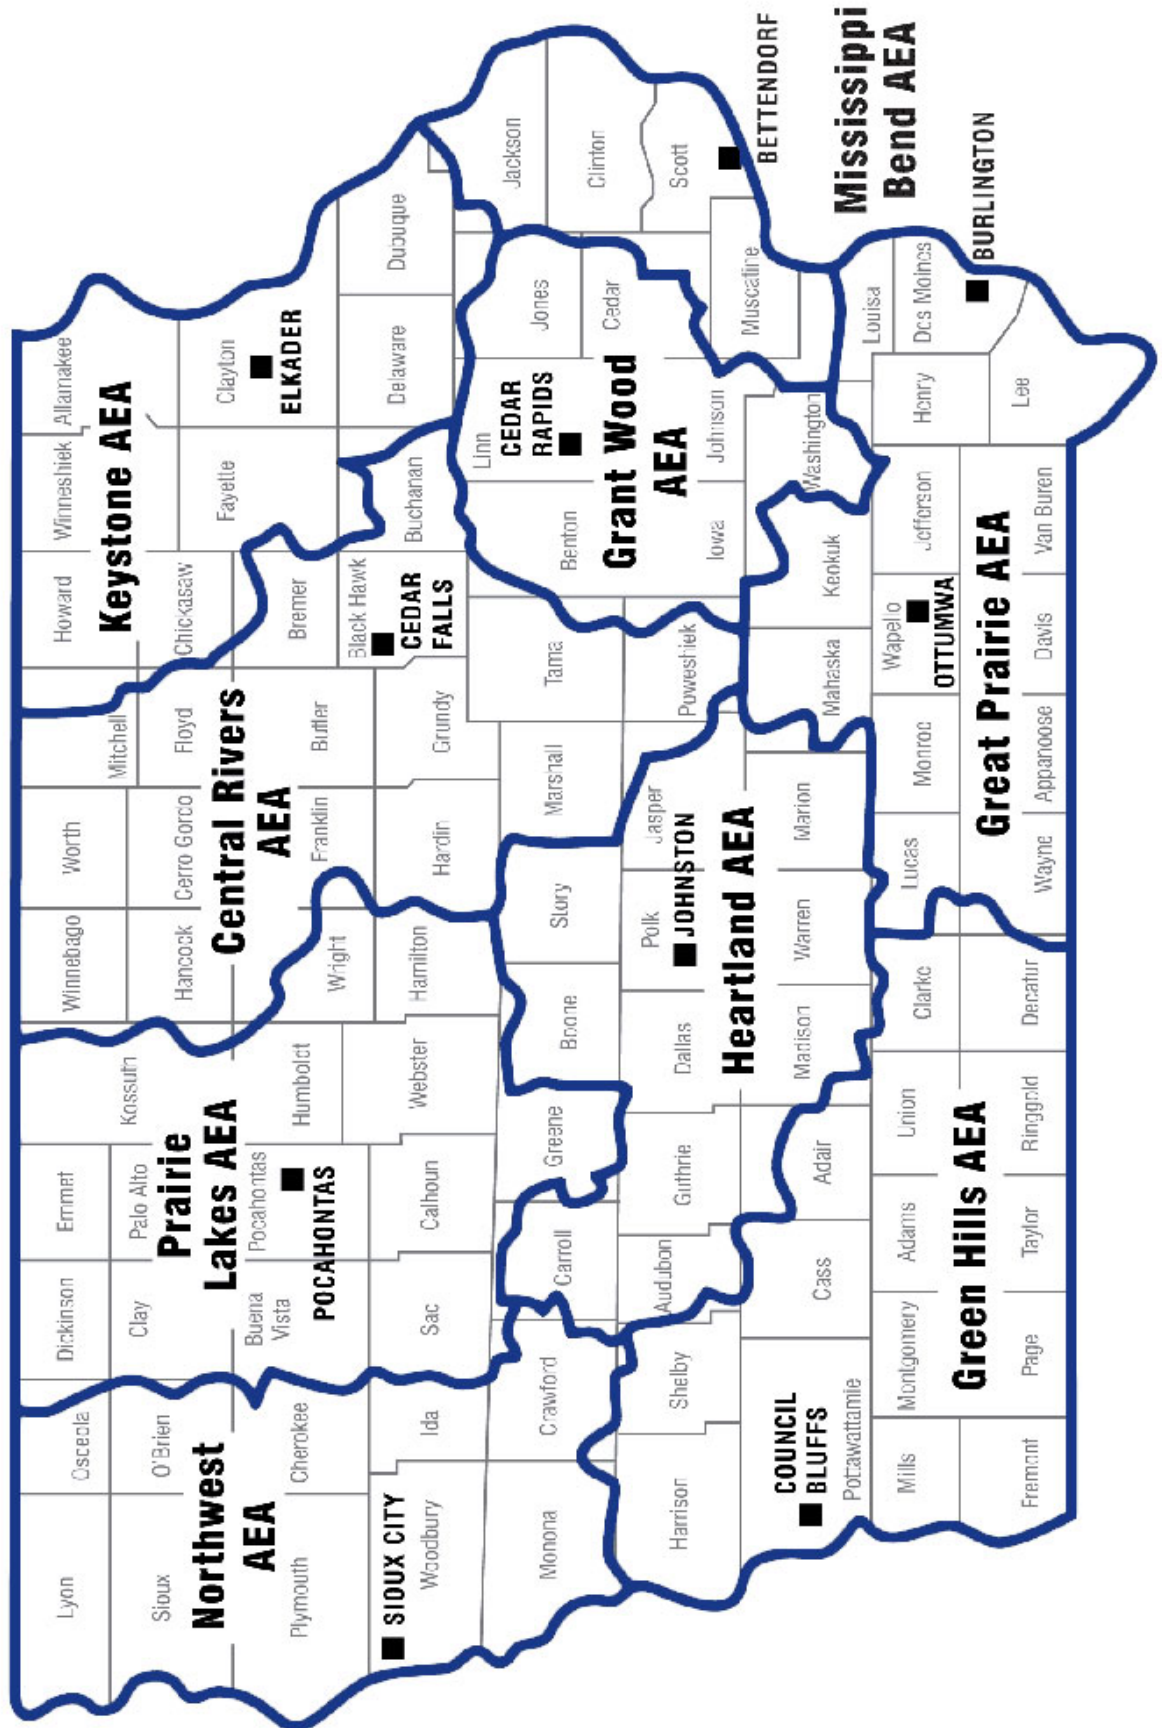 Lyon
Osceola
Dickinson
Emmet
Winnebago
Worth
Howard
Winneshiek
Allamakee
Kossuth
Mitchell
Keystone AEA
Sioux
O'Brien
Clay
Palo Alto
Hancock
Cerro Gordo
Floyd
Chickasaw
Fayette
Clayton
Northwest
AEA
Prairie
Lakes AEA
Central Rivers
AEA
ELKADER
Plymouth
Cherokee
Buena
Vista
Pocahontas
POCAHONTAS
Humboldt
Wright
Franklin
Butler
Bremer
SIOUX CITY
Woodbury
Ida
Sac
Calhoun
Webster
Hamilton
Hardin
Grundy
Black Hawk
CEDAR
FALLS
Buchanan
Delaware
Dubuque
Monona
Crawford
Carroll
Greene
Boone
Story
Marshall
Tama
Benton
Linn
CEDAR
RAPIDS
Jones
Jackson
Grant Wood
AEA
Cedar
Clinton
Harrison
Shelby
Audubon
Guthrie
Dallas
Polk
JOHNSTON
Jasper
Poweshiek
Iowa
Johnson
Scott
Heartland AEA
Muscatine
BETTENDORF
COUNCIL
BLUFFS
Pottawattamie
Cass
Adair
Madison
Warren
Marion
Mahaska
Keokuk
Washington
Louisa
Mississippi
Bend AEA
Mills
Montgomery
Adams
Union
Clarke
Lucas
Monroe
Wapello
OTTUMWA
Jefferson
Henry
Des Moines
BURLINGTON
Green Hills AEA
Great Prairie AEA
Fremont
Page
Taylor
Ringgold
Decatur
Wayne
Appanoose
Davis
Van Buren
Lee